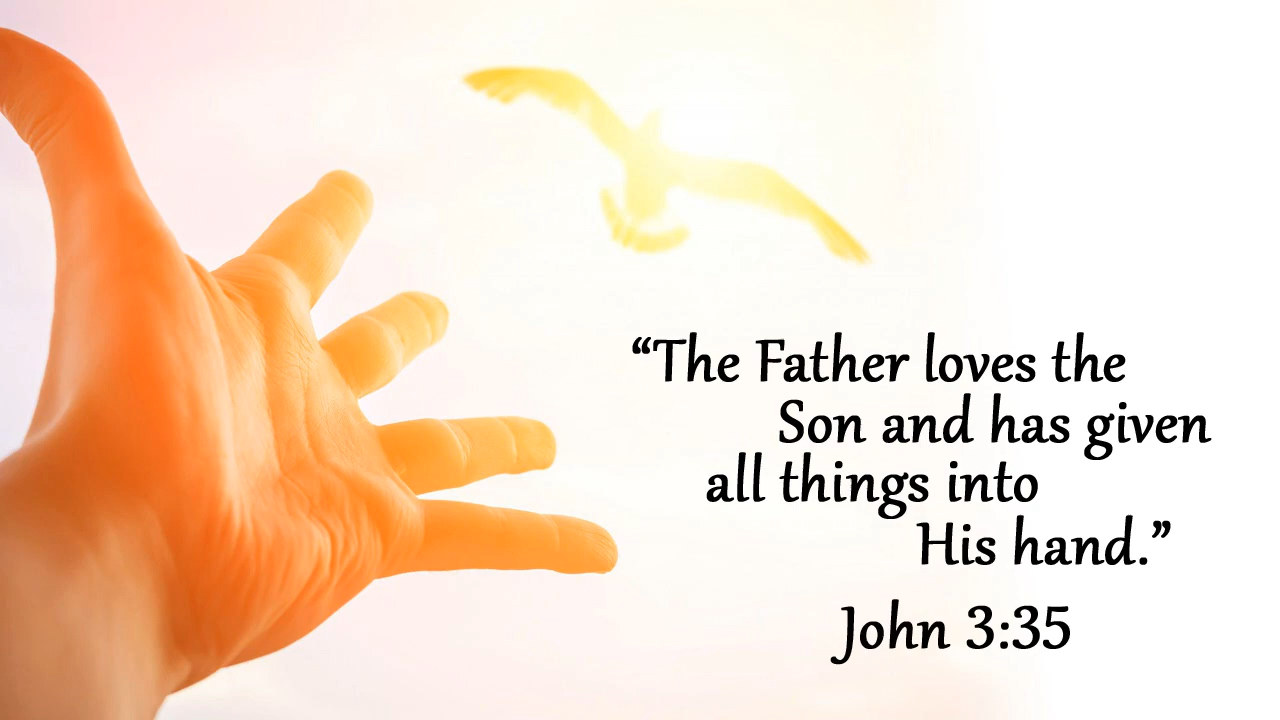 “The Father loves the
Son and has given
all things into
His hand.”
John 3:35